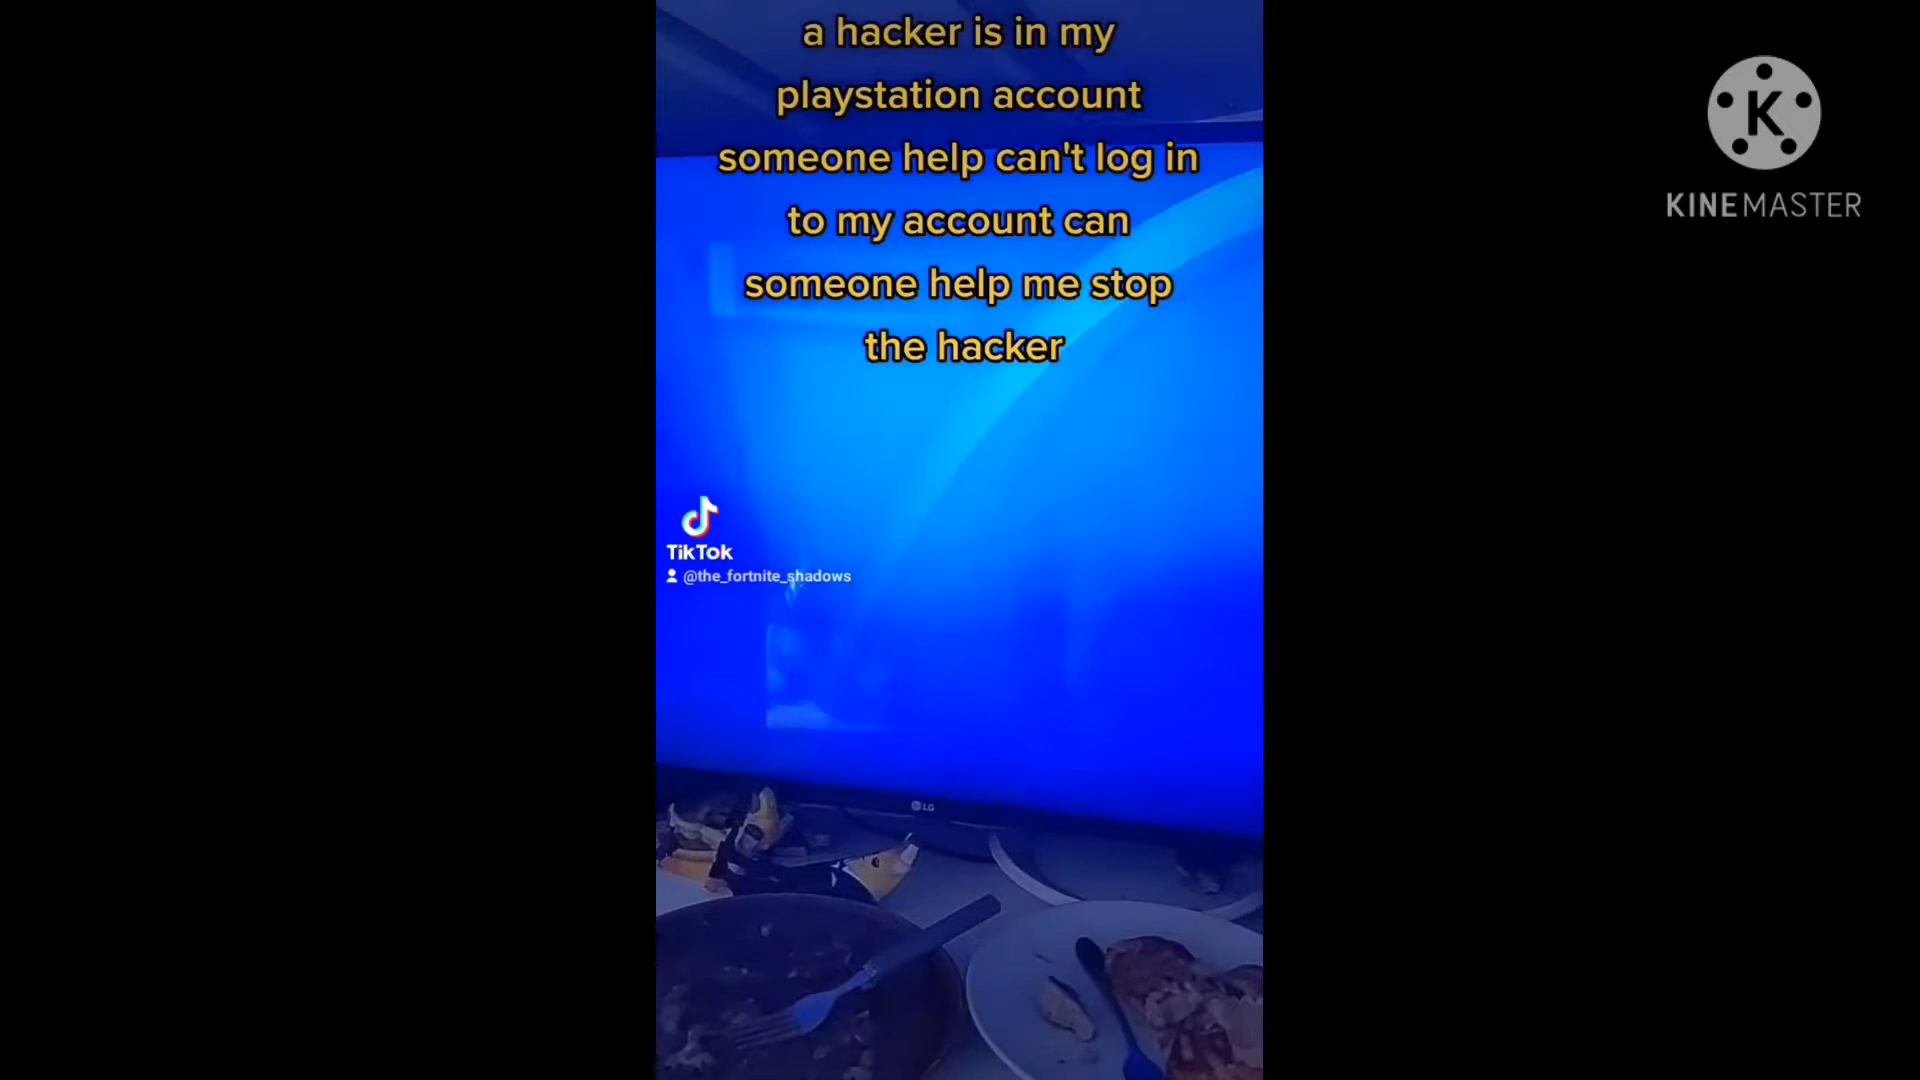 a hacker is in my
playstation account
someone help can't log in
to my account can
someone help me stop
the hacker
K
KINEMASTER
TikTok
@the_fortnite_shadows
LG